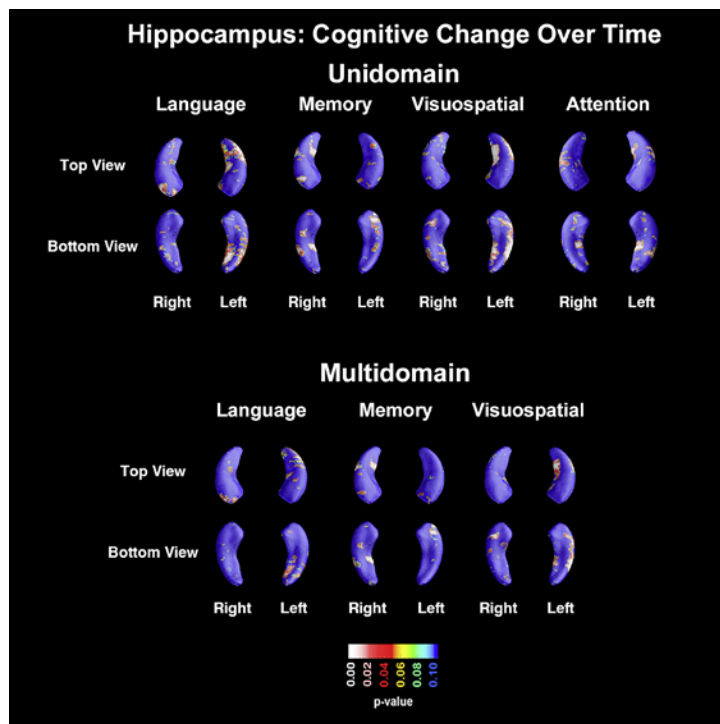 Hippocampus: Cognitive Change Over Time
Unidomain
Language Memory Visuospatial Attention
Top View
Bottom View
Right Left Right Left Right Left Right Left
Multidomain
Language Memory Visuospatial
Top View
Bottom View
Right Left Right Left Right Left
0.00 0.02 0.04 0.06 0.08 0.10
p-value